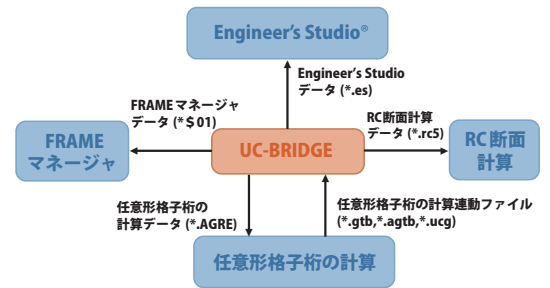 Engineer's Studio®
Engineer's Studio
データ (*.es)
FRAMEマネージャ
データ (*＄01)
RC断面計算
データ (*.rc5)
FRAME
マネージャ
UC-BRIDGE
RC断面
計算
任意形格子桁の
計算データ (*.AGRE)
任意形格子桁の計算連動ファイル
(*.gtb,*.agtb,*.ucg)
任意形格子桁の計算